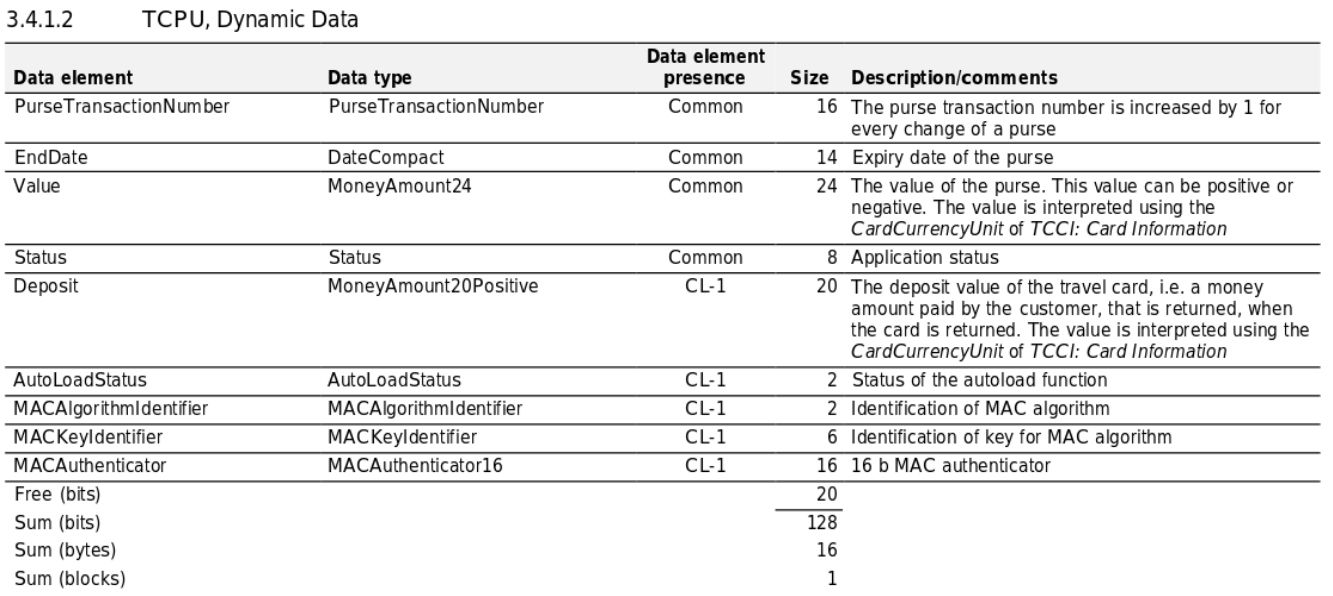 3.4.1.2 TCPU, Dynamic Data
Data element
Data element Data type presence Size Description/comments
PurseTransactionNumber PurseTransactionNumber Common 16 The purse transaction number is increased by 1 for
every change of a purse
EndDate DateCompact Common 14 Expiry date of the purse
Value MoneyAmount24 Common 24 The value of the purse. This value can be positive or
negative. The value is interpreted using the
CardCurrencyUnit of TCCI: Card Information
Status Status Common 8 Application status
Deposit MoneyAmount20Positive CL-1 20 The deposit value of the travel card, i.e. a money
amount paid by the customer, that is returned, when
the card is returned. The value is interpreted using the
CardCurrencyUnit of TCCI: Card Information
AutoLoadStatus AutoLoadStatus CL-1 2 Status of the autoload function
MACAlgorithmIdentifier MACAlgorithmIdentifier CL-1 2 Identification of MAC algorithm
MACKeyIdentifier MACKeyIdentifier CL-1 6 Identification of key for MAC algorithm
MACAuthenticator MACAuthenticator16 CL-1 16 16 b MAC authenticator
Free (bits) 20
Sum (bits) 128
Sum (bytes) 16
Sum (blocks) 1